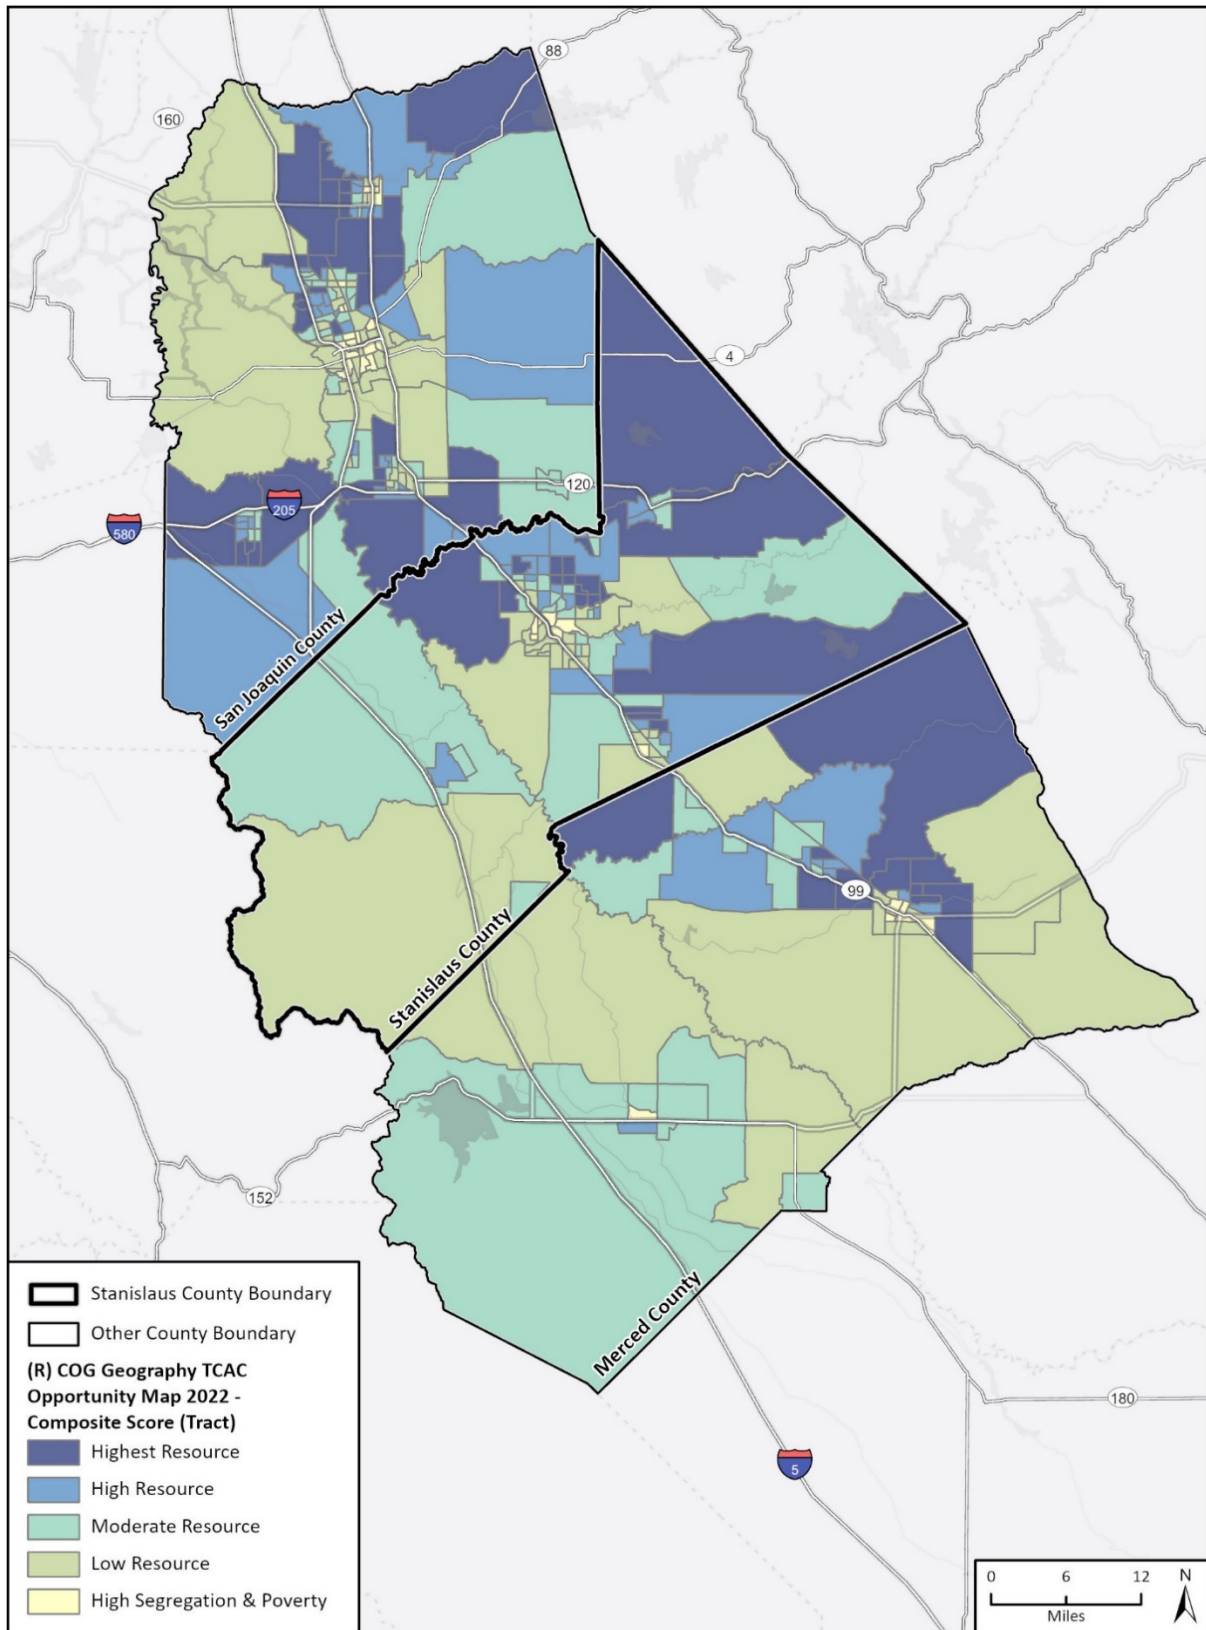 88
160
4
120
205
580
San Joaquin County
99
Stanislaus County
152
Merced County
180
5
Stanislaus County Boundary
Other County Boundary
(R) COG Geography TCAC
Opportunity Map 2022 -
Composite Score (Tract)
Highest Resource
High Resource
Moderate Resource
Low Resource
High Segregation & Poverty
0 6 12
Miles
N